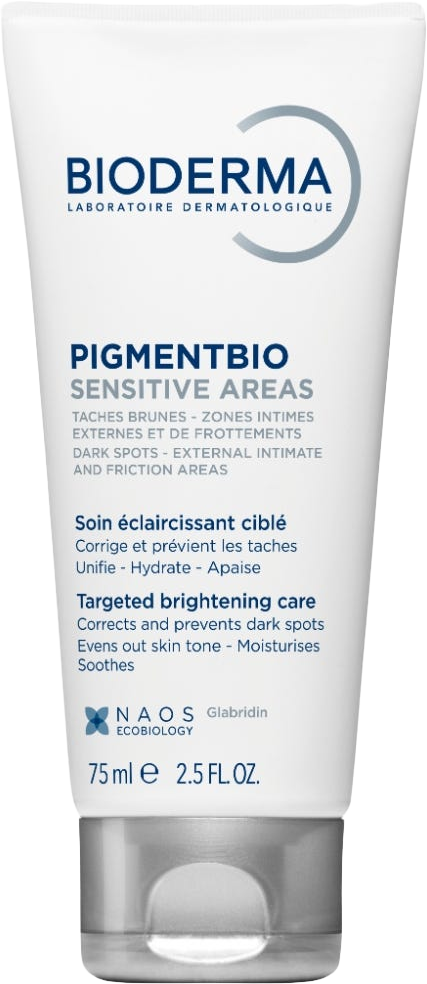 BIODERMA
LABORATOIRE DERMATOLOGIQUE
PIGMENTBIO
SENSITIVE AREAS
TACHES BRUNES - ZONES INTIMES
EXTERNES ET DE FROTTEMENTS
DARK SPOTS - EXTERNAL INTIMATE
AND FRICTION AREAS
Soin éclaircissant ciblé
Corrige et prévient les taches
Unifie - Hydrate - Apaise
Targeted brightening care
Corrects and prevents dark spots
Evens out skin tone - Moisturises
Soothes
NAOS Glabridin
ECOBIOLOGY
75 ml ℮ 2.5 FL. OZ.